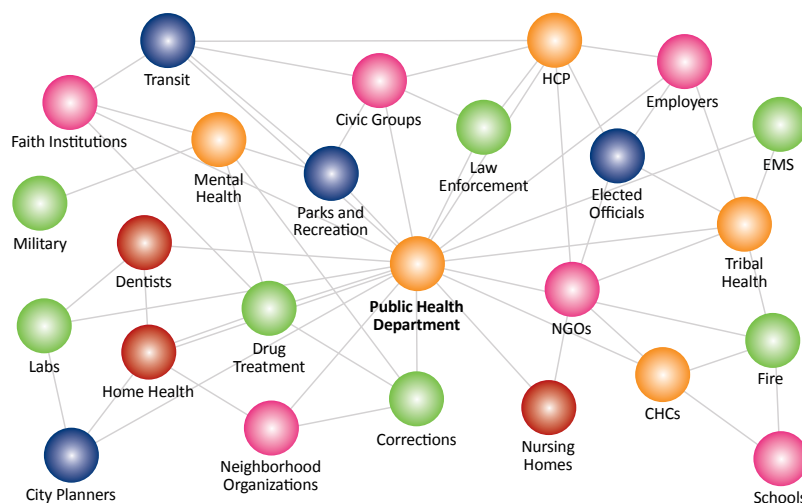 Transit
HCP
Civic Groups
Employers
Faith Institutions
Mental
Health
Law
Enforcement
EMS
Parks and
Recreation
Elected
Officials
Military
Dentists
Tribal
Health
Public Health
Department
NGOs
Labs
Home Health
Drug
Treatment
Fire
CHCs
Corrections
Nursing
Homes
City Planners
Neighborhood
Organizations
Schools